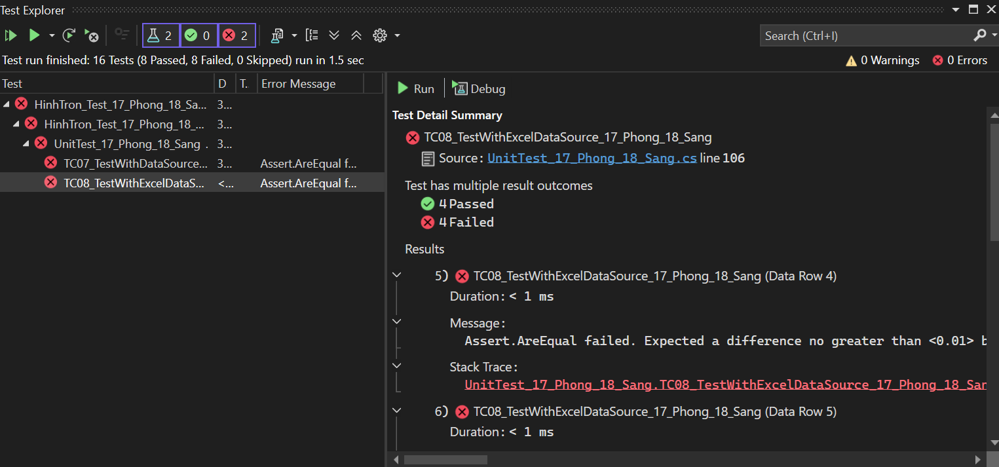 Test Explorer
2 0 2
Search (Ctrl+I)
Test run finished: 16 Tests (8 Passed, 8 Failed, 0 Skipped) run in 1.5 sec
0 Warnings 0 Errors
Test D T.. Error Message
HinhTron_Test_17_Phong_18_Sa... 3...
HinhTron_Test_17_Phong_18_... 3...
UnitTest_17_Phong_18_Sang . 3...
TC07_TestWithDataSource... 3... Assert.AreEqual f...
TC08_TestWithExcelDataS... <... Assert.AreEqual f...
Run Debug
Test Detail Summary
TC08_TestWithExcelDataSource_17_Phong_18_Sang
Source: UnitTest_17_Phong_18_Sang.cs line 106
Test has multiple result outcomes
4 Passed
4 Failed
Results
5) TC08_TestWithExcelDataSource_17_Phong_18_Sang (Data Row 4)
Duration: < 1 ms
Message:
Assert.AreEqual failed. Expected a difference no greater than <0.01> b
Stack Trace:
UnitTest_17_Phong_18_Sang.TC08_TestWithExcelDataSource_17_Phong_18_San
6) TC08_TestWithExcelDataSource_17_Phong_18_Sang (Data Row 5)
Duration: < 1 ms